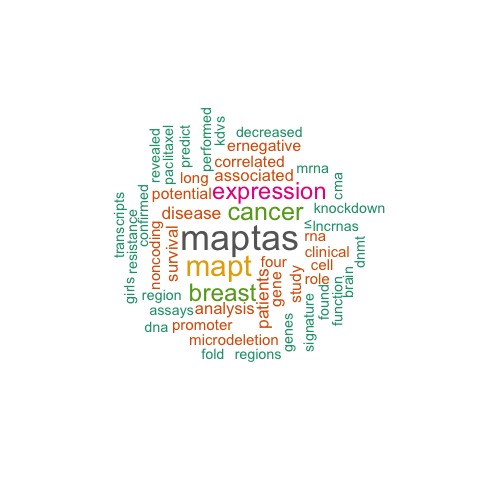 decreased
ernegative
correlated
associated
mrna
long
potential
expression
cma
disease
cancer
knockdown
maptas
≤
lncrnas
rna
mapt
four
clinical
cell
role
breast
region
assays
analysis
dna
promoter
microdeletion
fold
regions
transcripts
girls
resistance
confirmed
noncoding
revealed
paclitaxel
survival
predict
performed
kdvs
patients
gene
genes
study
signature
found
function
brain
dnmt